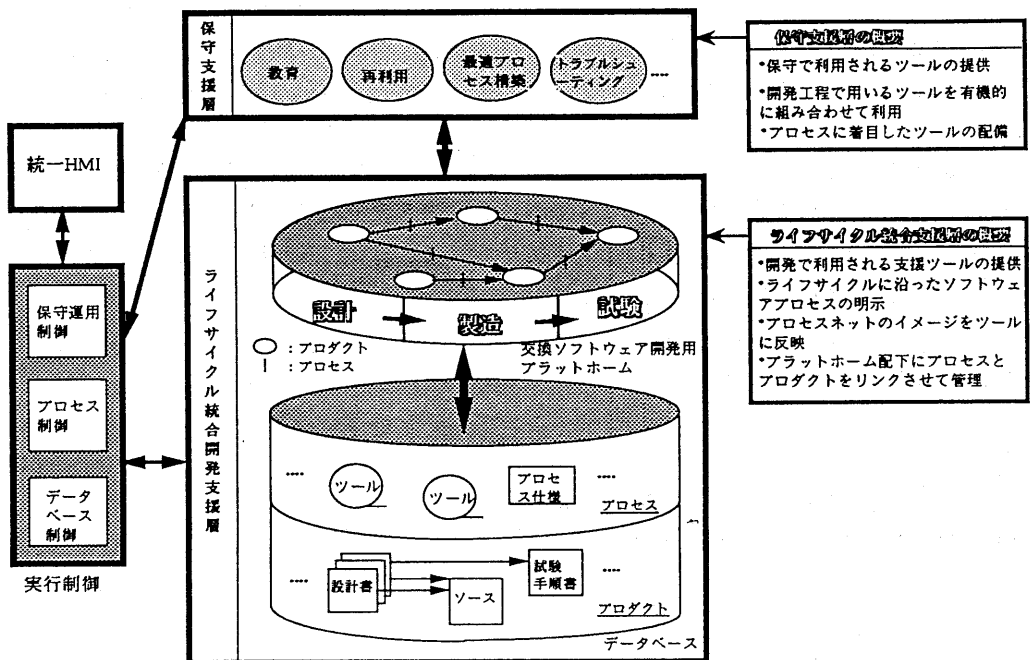 保守支援層
教育
再利用
最適プロ
セス構築
トラブルシュ
ーティング
....
保守支援層の概要
*保守で利用されるツールの提供
*開発工程で用いるツールを有機的
に組み合わせて利用
*プロセスに着目したツールの配備
統一HMI
保守運用
制御
プロセス
制御
データ
ベース
制御
実行制御
ライフサイクル統合開発支援層
設計
製造
試験
：プロダクト
：プロセス
交換ソフトウェア開発用
プラットホーム
ライフサイクル統合支援層の概要
*開発で利用される支援ツールの提供
*ライフサイクルに沿ったソフトウェ
アプロセスの明示
*プロセスネットのイメージをツール
に反映
*プラットホーム配下にプロセスと
プロダクトをリンクさせて管理
....
ツール
ツール
プロセ
ス仕様
....
プロセス
....
設計書
ソース
試験
手順書
....
プロダクト
データベース